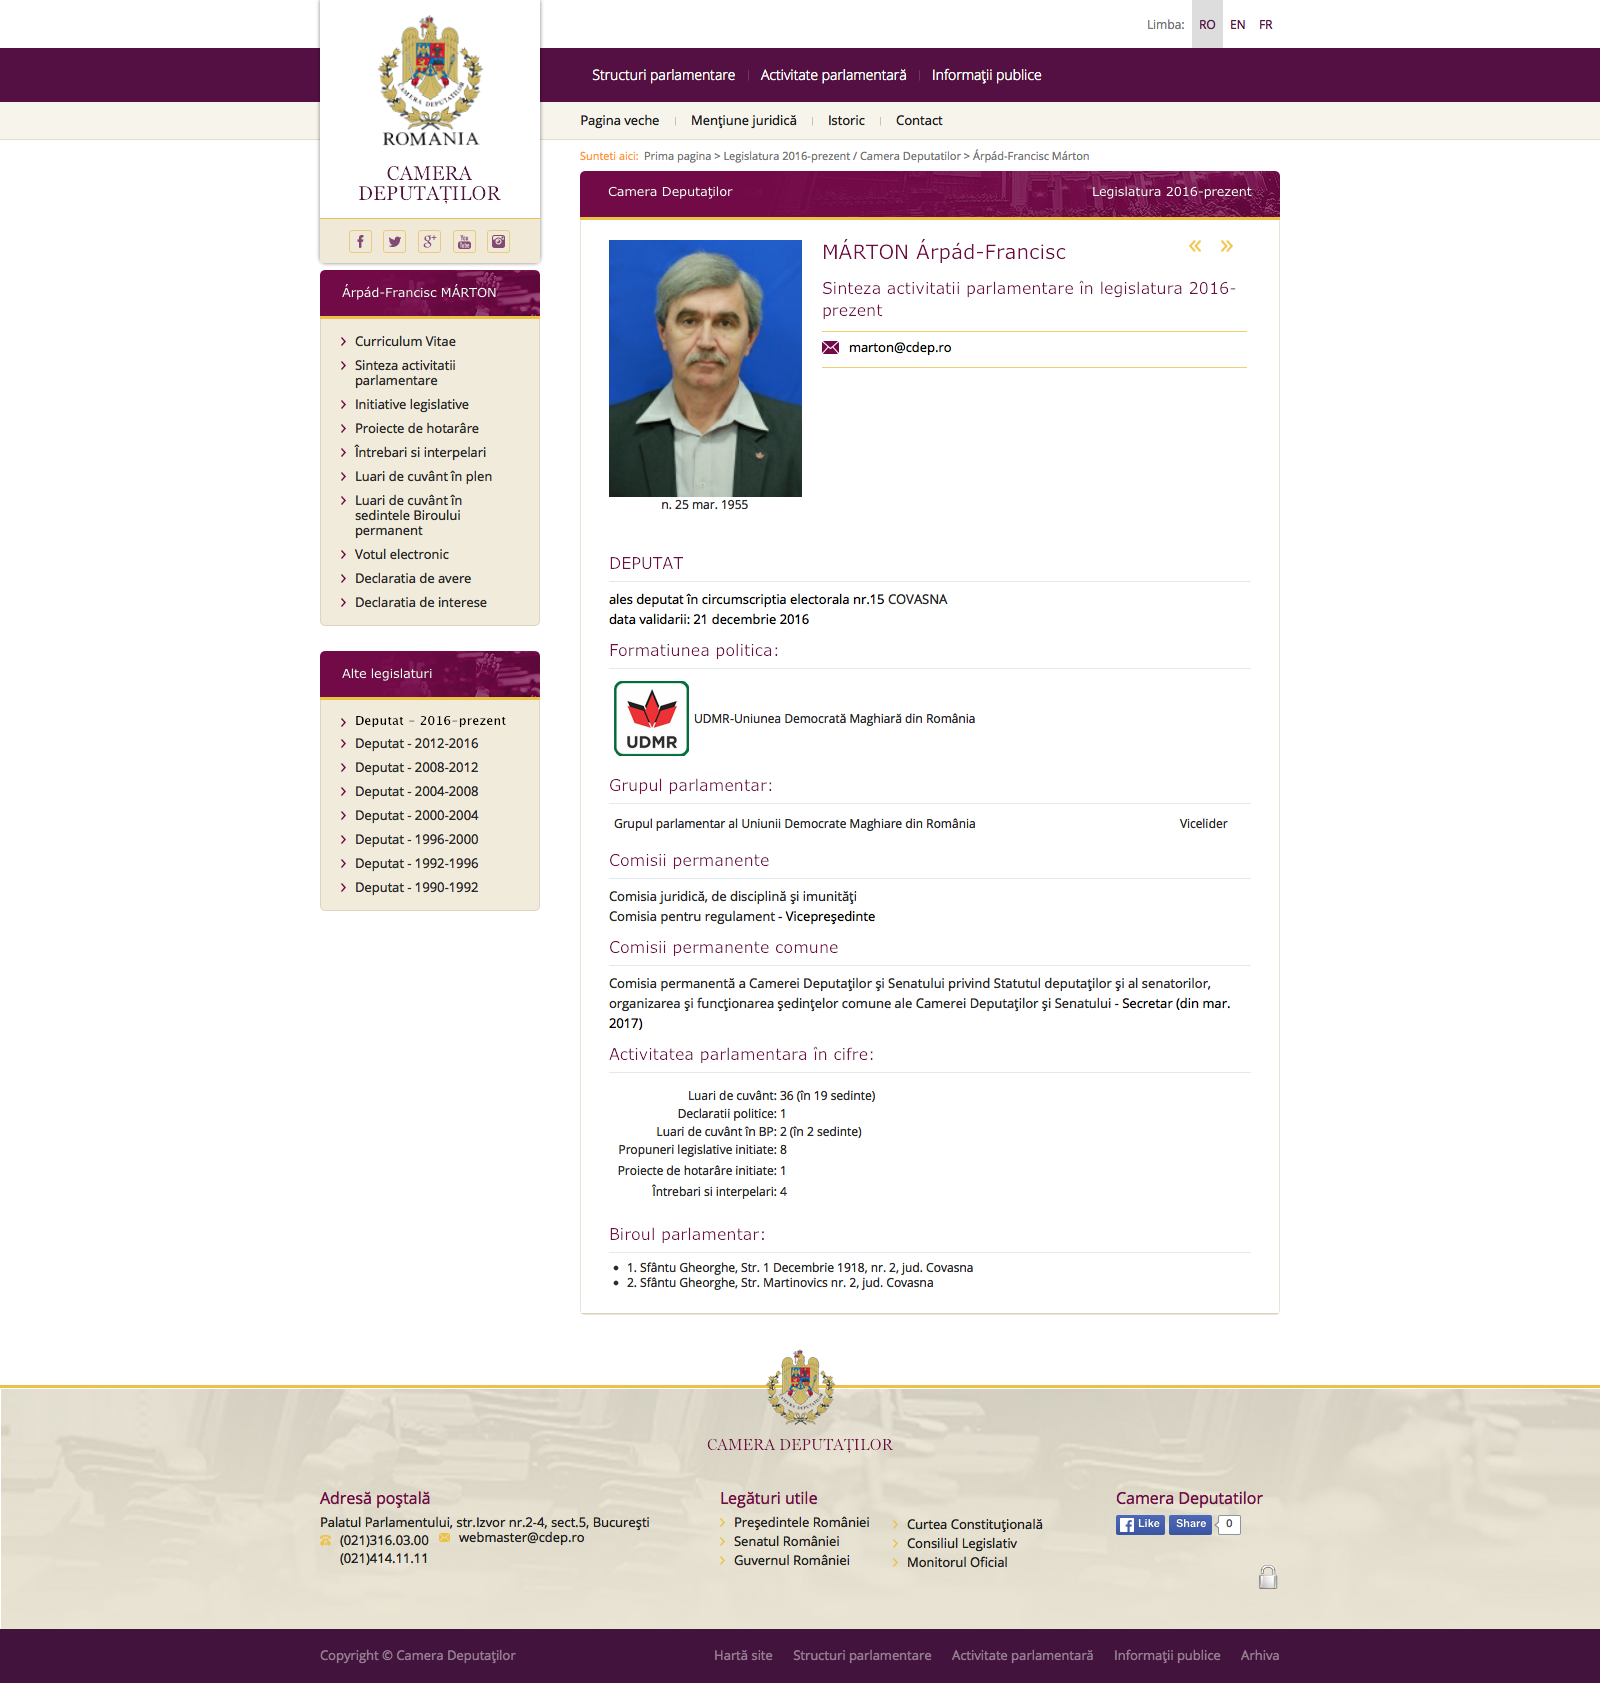 Limba: RO EN FR
CAMERA DEPUTAȚILOR
ROMANIA
CAMERA
DEPUTAȚILOR
Structuri parlamentare
Activitate parlamentară
Informaţii publice
Pagina veche
Menţiune juridică
Istoric
Contact
Sunteti aici: Prima pagina > Legislatura 2016-prezent / Camera Deputatilor > Árpád-Francisc Márton
Árpád-Francisc MÁRTON
Curriculum Vitae
Sinteza activitatii
parlamentare
Initiative legislative
Proiecte de hotarâre
Întrebari si interpelari
Luari de cuvânt în plen
Luari de cuvânt în
sedintele Biroului
permanent
Votul electronic
Declaratia de avere
Declaratia de interese
Alte legislaturi
Deputat - 2016-prezent
Deputat - 2012-2016
Deputat - 2008-2012
Deputat - 2004-2008
Deputat - 2000-2004
Deputat - 1996-2000
Deputat - 1992-1996
Deputat - 1990-1992
Camera Deputaţilor Legislatura 2016-prezent
MÁRTON Árpád-Francisc
Sinteza activitatii parlamentare în legislatura 2016-
prezent
marton@cdep.ro
n. 25 mar. 1955
DEPUTAT
ales deputat în circumscriptia electorala nr.15 COVASNA
data validarii: 21 decembrie 2016
Formatiunea politica:
UDMR
UDMR-Uniunea Democrată Maghiară din România
Grupul parlamentar:
Grupul parlamentar al Uniunii Democrate Maghiare din România Vicelider
Comisii permanente
Comisia juridică, de disciplină şi imunităţi
Comisia pentru regulament - Vicepreşedinte
Comisii permanente comune
Comisia permanentă a Camerei Deputaţilor şi Senatului privind Statutul deputaţilor şi al senatorilor,
organizarea şi funcţionarea şedinţelor comune ale Camerei Deputaţilor şi Senatului - Secretar (din mar.
2017)
Activitatea parlamentara în cifre:
Luari de cuvânt: 36 (în 19 sedinte)
Declaratii politice: 1
Luari de cuvânt în BP: 2 (în 2 sedinte)
Propuneri legislative initiate: 8
Proiecte de hotarâre initiate: 1
Întrebari si interpelari: 4
Biroul parlamentar:
1. Sfântu Gheorghe, Str. 1 Decembrie 1918, nr. 2, jud. Covasna
2. Sfântu Gheorghe, Str. Martinovics nr. 2, jud. Covasna
CAMERA DEPUTAȚILOR
Adresă poştală
Palatul Parlamentului, str.Izvor nr.2-4, sect.5, Bucureşti
(021)316.03.00 webmaster@cdep.ro
(021)414.11.11
Legături utile
Preşedintele României
Senatul României
Guvernul României
Curtea Constituţională
Consiliul Legislativ
Monitorul Oficial
Camera Deputatilor
Like Share 0
Copyright © Camera Deputaţilor
Hartă site
Structuri parlamentare
Activitate parlamentară
Informaţii publice
Arhiva